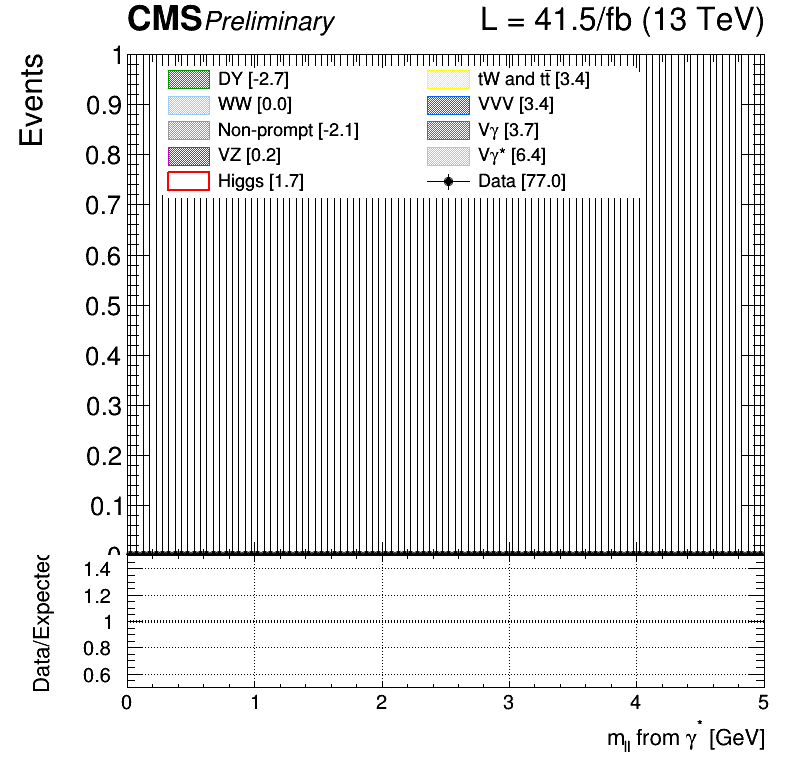 CMS Preliminary L = 41.5/fb (13 TeV)
Events
1
0.9
0.8
0.7
0.6
0.5
0.4
0.3
0.2
0.1
0
DY [-2.7]
WW [0.0]
Non-prompt [-2.1]
VZ [0.2]
Higgs [1.7]
tW and tt̄ [3.4]
VVV [3.4]
Vγ [3.7]
Vγ* [6.4]
Data [77.0]
Data/Expected
1.4
1.2
1
0.8
0.6
0 1 2 3 4 5
m_ll from γ* [GeV]